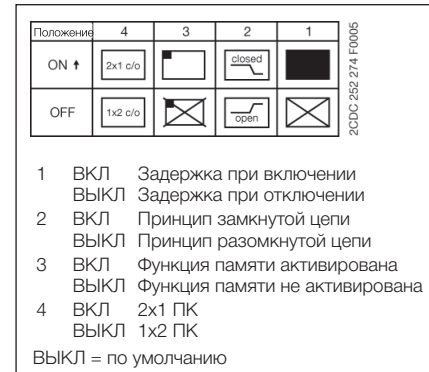 Положение 4 3 2 1
ON ↑ 2x1 c/o closed
OFF 1x2 c/o open
2CDC 252 274 F0005
1 ВКЛ Задержка при включении
ВЫКЛ Задержка при отключении
2 ВКЛ Принцип замкнутой цепи
ВЫКЛ Принцип разомкнутой цепи
3 ВКЛ Функция памяти активирована
ВЫКЛ Функция памяти не активирована
4 ВКЛ 2x1 ПК
ВЫКЛ 1x2 ПК
ВЫКЛ = по умолчанию